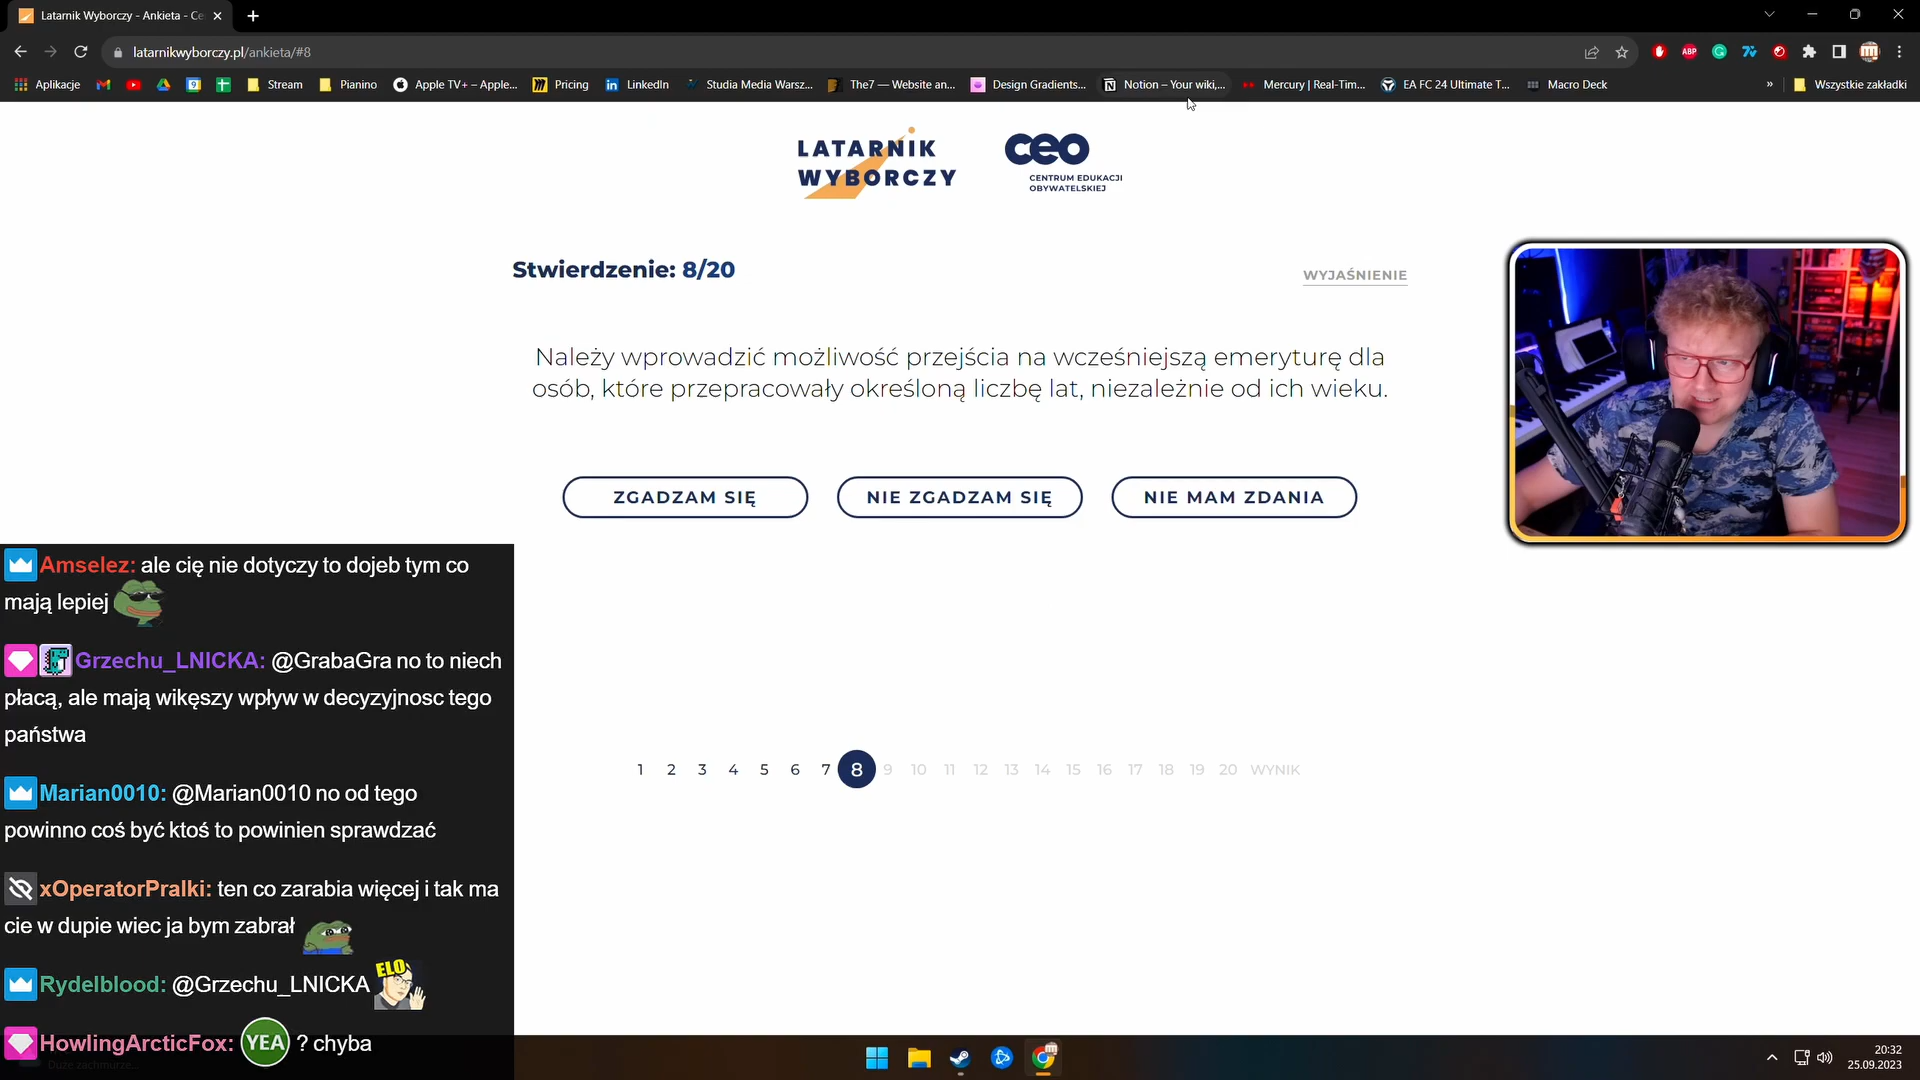 Latarnik Wyborczy - Ankieta - Ce
latarnikwyborczy.pl/ankieta/#8
Aplikacje
Stream
Pianino
Apple TV+ – Apple...
Pricing
LinkedIn
Studia Media Warsz...
The7 — Website an...
Design Gradients...
Notion – Your wiki,...
Mercury | Real-Tim...
EA FC 24 Ultimate T...
Macro Deck
»
Wszystkie zakładki
LATARNIK
WYBORCZY
ceo
CENTRUM EDUKACJI
OBYWATELSKIEJ
Stwierdzenie: 8/20
WYJAŚNIENIE
Należy wprowadzić możliwość przejścia na wcześniejszą emeryturę dla
osób, które przepracowały określoną liczbę lat, niezależnie od ich wieku.
ZGADZAM SIĘ
NIE ZGADZAM SIĘ
NIE MAM ZDANIA
Amselez: ale cię nie dotyczy to dojeb tym co
mają lepiej
Grzechu_LNICKA: @GrabaGra no to niech
płacą, ale mają wikęszy wpływ w decyzyjnosc tego
państwa
Marian0010: @Marian0010 no od tego
powinno coś być ktoś to powinien sprawdzać
xOperatorPralki: ten co zarabia więcej i tak ma
cie w dupie wiec ja bym zabrał
Rydelblood: @Grzechu_LNICKA ELO
HowlingArcticFox: YEA ? chyba
Duże zachmurze...
1 2 3 4 5 6 7 8 9 10 11 12 13 14 15 16 17 18 19 20 WYNIK
20:32
25.09.2023